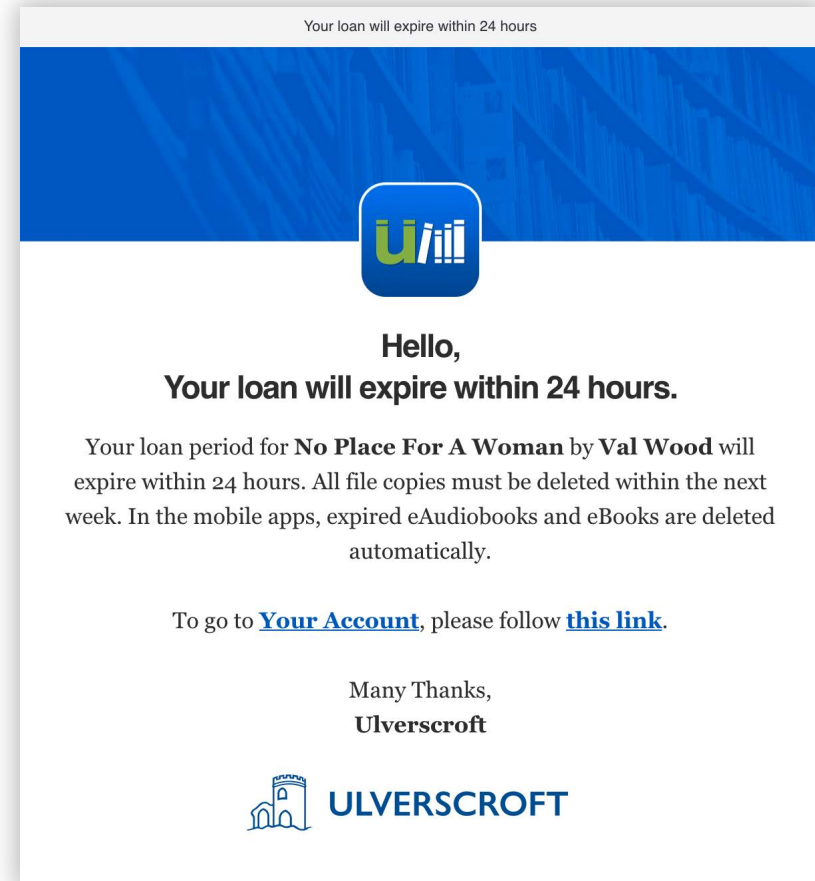 Your loan will expire within 24 hours
u
Hello,
Your loan will expire within 24 hours.
Your loan period for No Place For A Woman by Val Wood will
expire within 24 hours. All file copies must be deleted within the next
week. In the mobile apps, expired eAudiobooks and eBooks are deleted
automatically.
To go to Your Account, please follow this link.
Many Thanks,
Ulverscroft
ULVERSCROFT